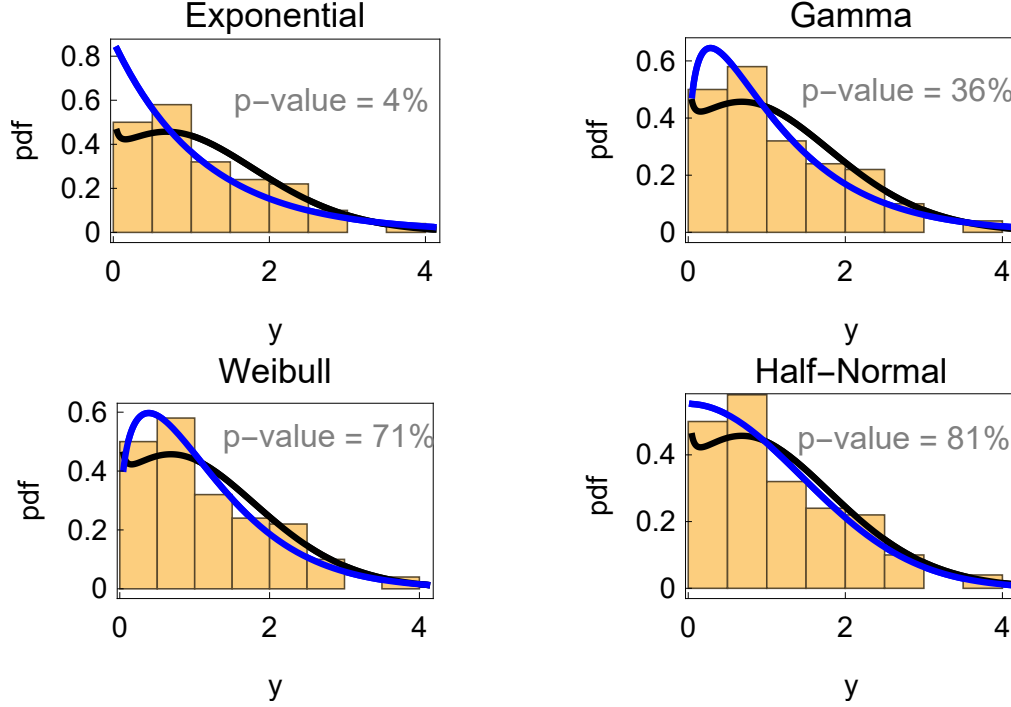 Exponential
0.8
0.6
0.4
0.2
0
pdf
p−value = 4%
0 2 4
y
Gamma
0.6
0.4
0.2
0
pdf
p−value = 36%
0 2 4
y
Weibull
0.6
0.4
0.2
0
pdf
p−value = 71%
0 2 4
y
Half−Normal
0.4
0.2
0
pdf
p−value = 81%
0 2 4
y